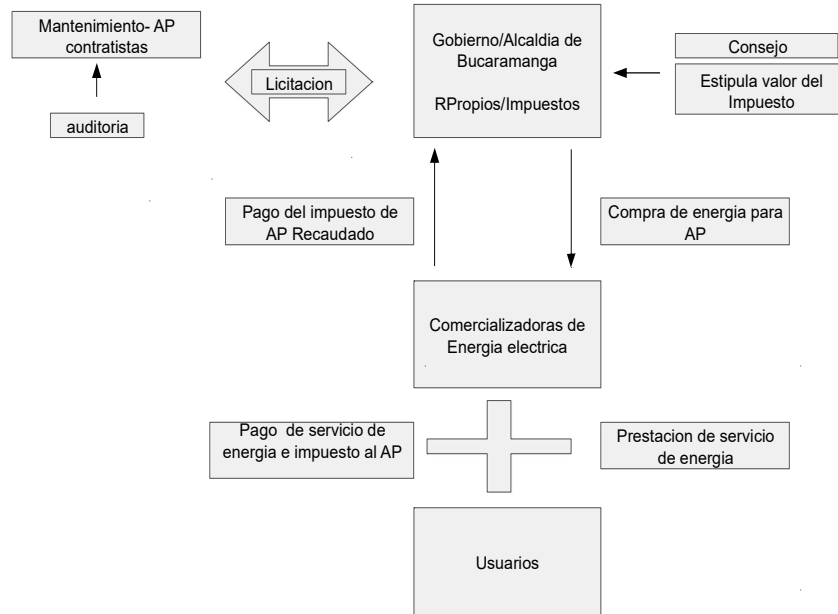 Mantenimiento- AP
contratistas
auditoria
Licitacion
Gobierno/Alcaldia de
Bucaramanga
RPropios/Impuestos
Consejo
Estipula valor del
Impuesto
Pago del impuesto de
AP Recaudado
Compra de energia para
AP
Comercializadoras de
Energia electrica
Pago  de servicio de
energia e impuesto al AP
Prestacion de servicio
de energia
Usuarios